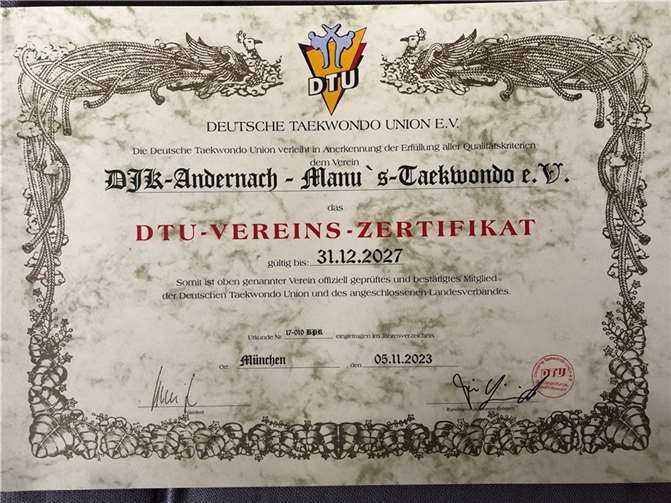 DTU
DEUTSCHE TAEKWONDO UNION E.V.
Die Deutsche Taekwondo Union verleiht in Anerkennung der Erfüllung aller Qualitätskriterien
dem Verein
DJK-Andernach - Manu`s-Taekwondo e.V.
das
DTU-VEREINS-ZERTIFIKAT
gültig bis: 31.12.2027
Somit ist oben genannter Verein offiziell geprüftes und bestätigtes Mitglied
der Deutschen Taekwondo Union und des angeschlossenen Landesverbandes.
Urkunde Nr 17-010 BPR eingetragen im Jahresverzeichnis
Ort München , den 05.11.2023
DTU
Präsident